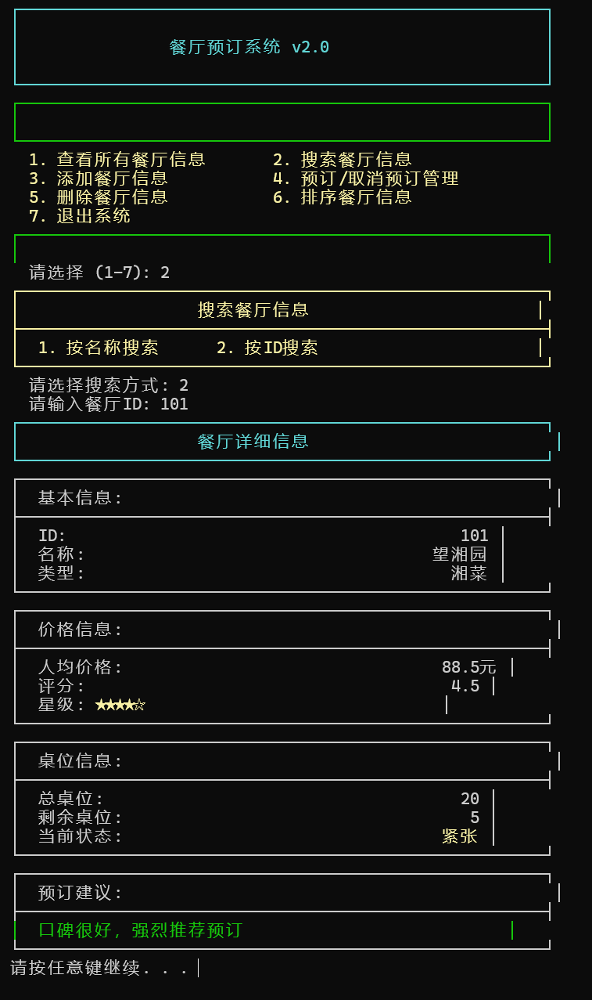 餐厅预订系统 v2.0
1. 查看所有餐厅信息 2. 搜索餐厅信息
3. 添加餐厅信息 4. 预订/取消预订管理
5. 删除餐厅信息 6. 排序餐厅信息
7. 退出系统
请选择 (1-7): 2
搜索餐厅信息
1. 按名称搜索 2. 按ID搜索
请选择搜索方式: 2
请输入餐厅ID: 101
餐厅详细信息
基本信息:
ID: 101
名称: 望湘园
类型: 湘菜
价格信息:
人均价格: 88.5元
评分: 4.5
星级: ★★★★☆
桌位信息:
总桌位: 20
剩余桌位: 5
当前状态: 紧张
预订建议:
口碑很好, 强烈推荐预订
请按任意键继续. . .